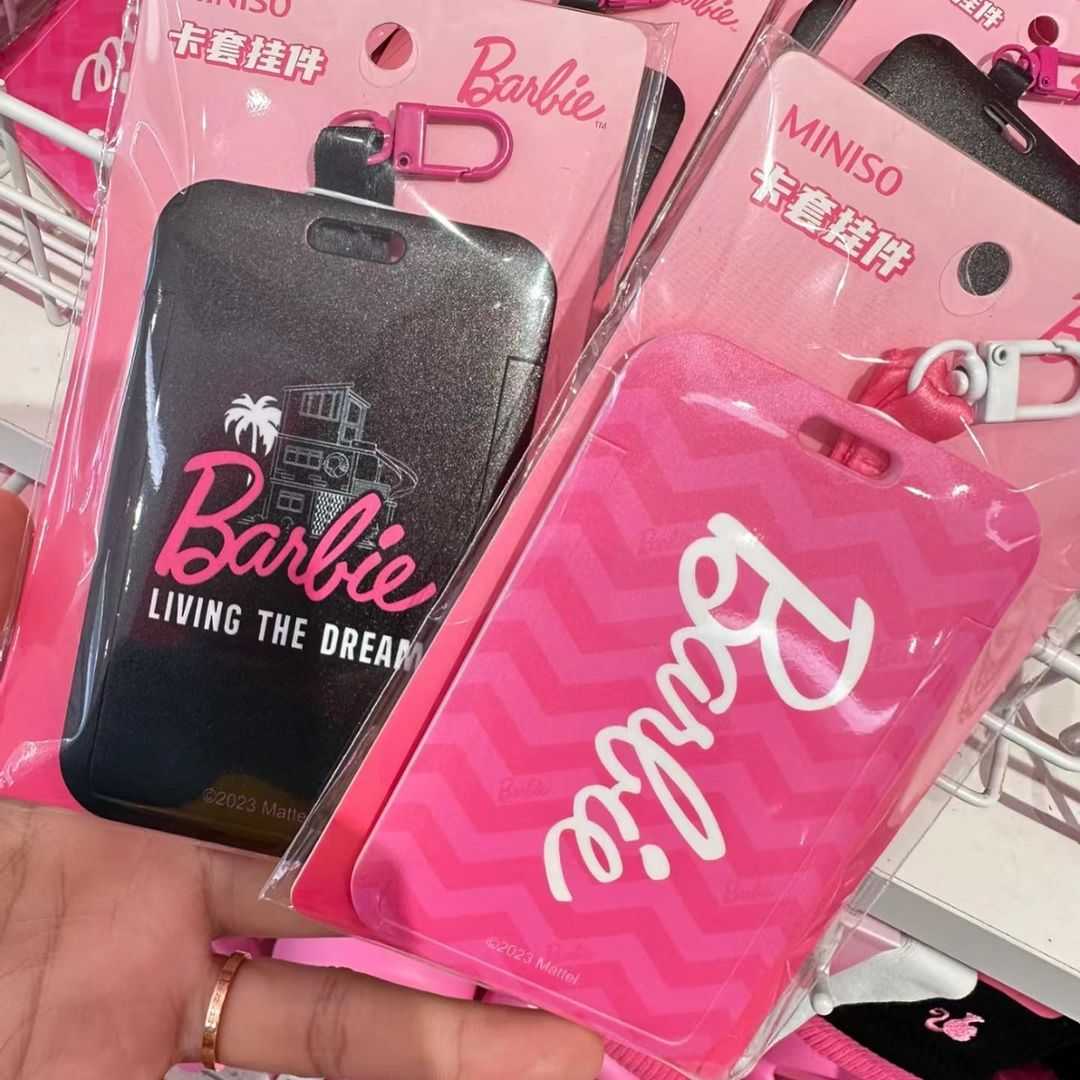 MINISO
卡套挂件
Barbie™
Barbie
LIVING THE DREAM
©2023 Mattel
MINISO
卡套挂件
Barbie
©2023 Mattel